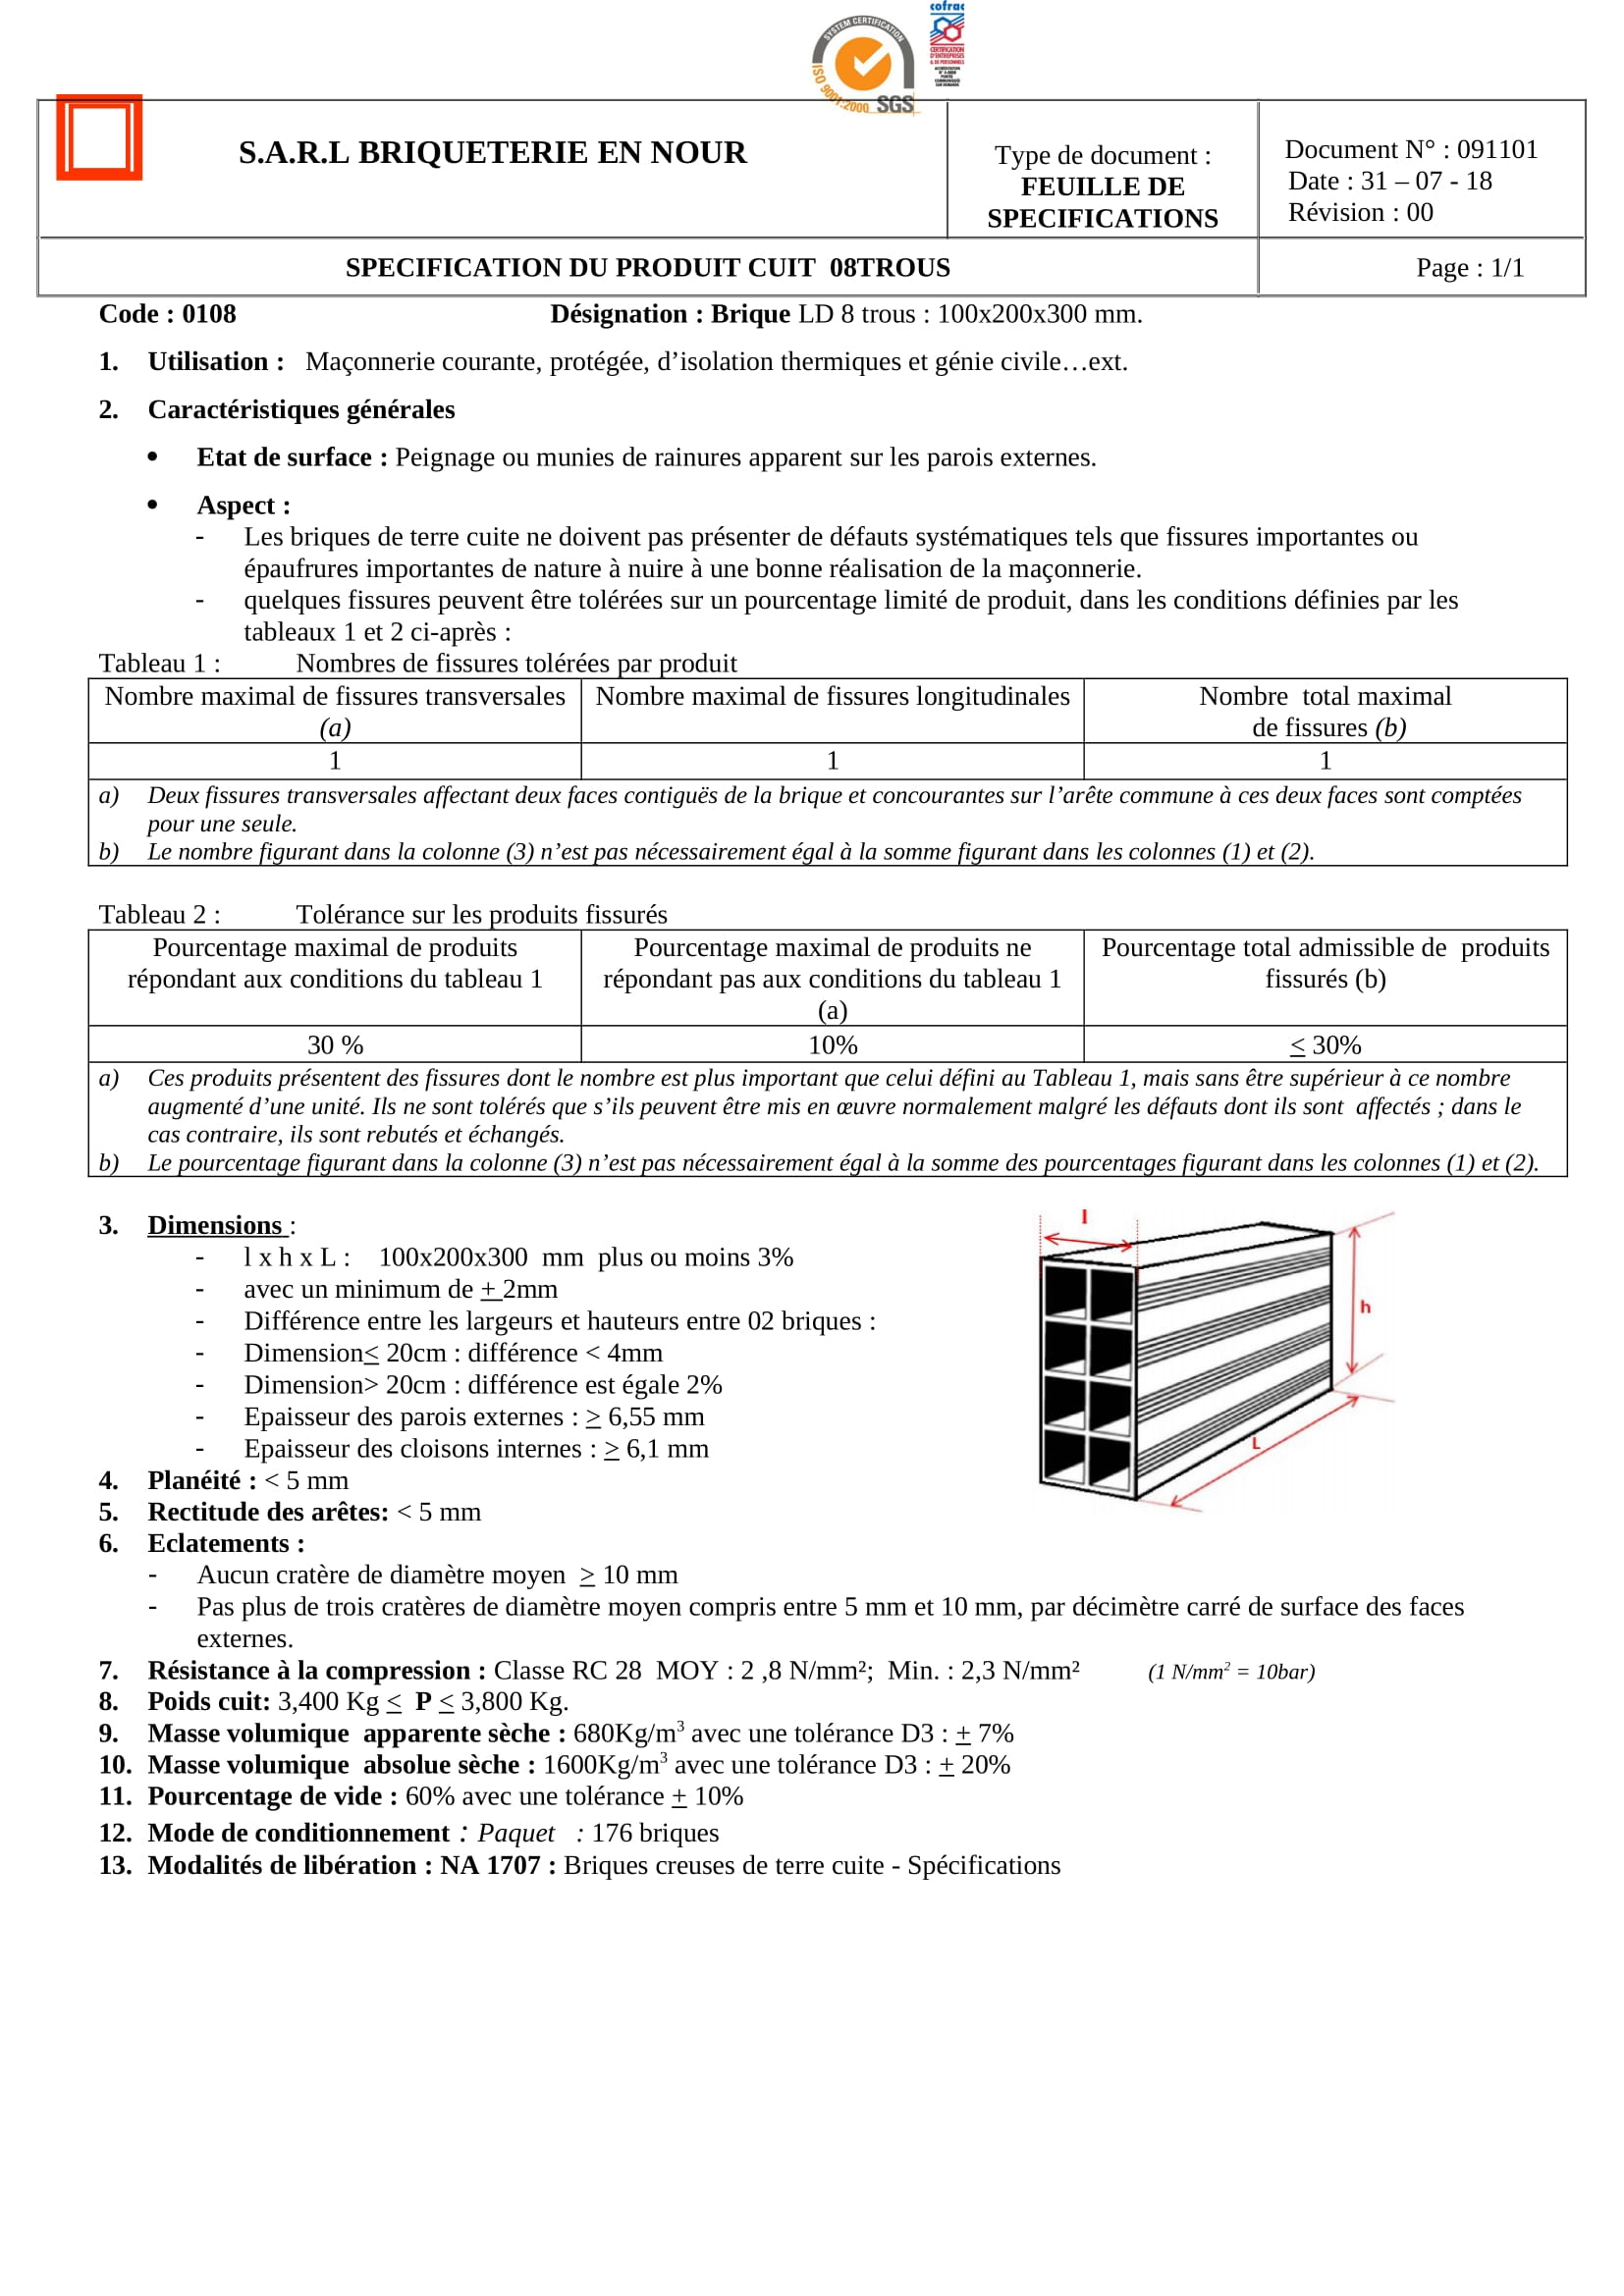 cofrac
CERTIFICATION
D'ENTREPRISES
& DE PERSONNELS
SYSTEM CERTIFICATION
ISO 9001:2000
SGS
S.A.R.L BRIQUETERIE EN NOUR
Type de document :
FEUILLE DE
SPECIFICATIONS
Document N° : 091101
Date : 31 – 07 - 18
Révision : 00
SPECIFICATION DU PRODUIT CUIT 08TROUS
Page : 1/1
Code : 0108 Désignation : Brique LD 8 trous : 100x200x300 mm.
1. Utilisation : Maçonnerie courante, protégée, d’isolation thermiques et génie civile…ext.
2. Caractéristiques générales
• Etat de surface : Peignage ou munies de rainures apparent sur les parois externes.
• Aspect :
- Les briques de terre cuite ne doivent pas présenter de défauts systématiques tels que fissures importantes ou
épaufrures importantes de nature à nuire à une bonne réalisation de la maçonnerie.
- quelques fissures peuvent être tolérées sur un pourcentage limité de produit, dans les conditions définies par les
tableaux 1 et 2 ci-après :
Tableau 1 : Nombres de fissures tolérées par produit
Nombre maximal de fissures transversales
(a)
Nombre maximal de fissures longitudinales
Nombre total maximal
de fissures (b)
1 1 1
a) Deux fissures transversales affectant deux faces contiguës de la brique et concourantes sur l’arête commune à ces deux faces sont comptées
pour une seule.
b) Le nombre figurant dans la colonne (3) n’est pas nécessairement égal à la somme figurant dans les colonnes (1) et (2).
Tableau 2 : Tolérance sur les produits fissurés
Pourcentage maximal de produits
répondant aux conditions du tableau 1
Pourcentage maximal de produits ne
répondant pas aux conditions du tableau 1
(a)
Pourcentage total admissible de produits
fissurés (b)
30 % 10% ≤ 30%
a) Ces produits présentent des fissures dont le nombre est plus important que celui défini au Tableau 1, mais sans être supérieur à ce nombre
augmenté d’une unité. Ils ne sont tolérés que s’ils peuvent être mis en œuvre normalement malgré les défauts dont ils sont affectés ; dans le
cas contraire, ils sont rebutés et échangés.
b) Le pourcentage figurant dans la colonne (3) n’est pas nécessairement égal à la somme des pourcentages figurant dans les colonnes (1) et (2).
3. Dimensions :
- l x h x L : 100x200x300 mm plus ou moins 3%
- avec un minimum de ± 2mm
- Différence entre les largeurs et hauteurs entre 02 briques :
- Dimension≤ 20cm : différence < 4mm
- Dimension> 20cm : différence est égale 2%
- Epaisseur des parois externes : ≥ 6,55 mm
- Epaisseur des cloisons internes : ≥ 6,1 mm
l
h
L
4. Planéité : < 5 mm
5. Rectitude des arêtes: < 5 mm
6. Eclatements :
- Aucun cratère de diamètre moyen ≥ 10 mm
- Pas plus de trois cratères de diamètre moyen compris entre 5 mm et 10 mm, par décimètre carré de surface des faces
externes.
7. Résistance à la compression : Classe RC 28 MOY : 2 ,8 N/mm²; Min. : 2,3 N/mm² (1 N/mm² = 10bar)
8. Poids cuit: 3,400 Kg ≤ P ≤ 3,800 Kg.
9. Masse volumique apparente sèche : 680Kg/m³ avec une tolérance D3 : ± 7%
10. Masse volumique absolue sèche : 1600Kg/m³ avec une tolérance D3 : ± 20%
11. Pourcentage de vide : 60% avec une tolérance ± 10%
12. Mode de conditionnement : Paquet : 176 briques
13. Modalités de libération : NA 1707 : Briques creuses de terre cuite - Spécifications